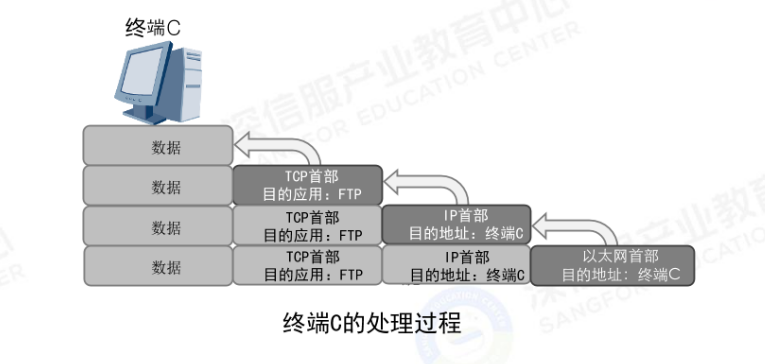 终端C
数据
数据
TCP首部
目的应用：FTP
数据
TCP首部
目的应用：FTP
IP首部
目的地址：终端C
数据
TCP首部
目的应用：FTP
IP首部
目的地址：终端C
以太网首部
目的地址：终端C
终端C的处理过程
深信服产业教育中心
SANGFOR EDUCATION CENTER